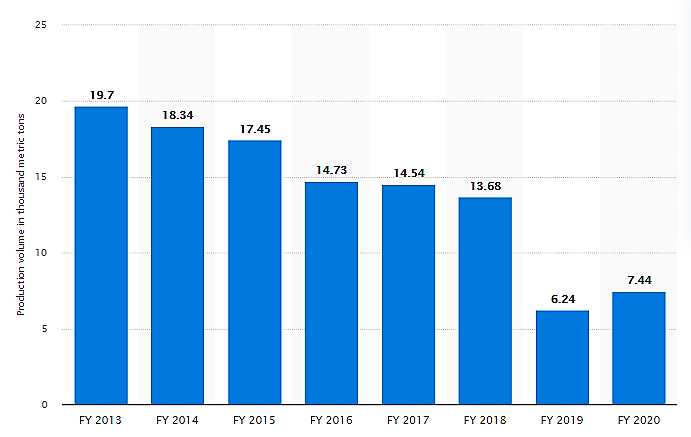 Production volume in thousand metric tons
25
20
15
10
5
0
19.7
18.34
17.45
14.73
14.54
13.68
6.24
7.44
FY 2013
FY 2014
FY 2015
FY 2016
FY 2017
FY 2018
FY 2019
FY 2020